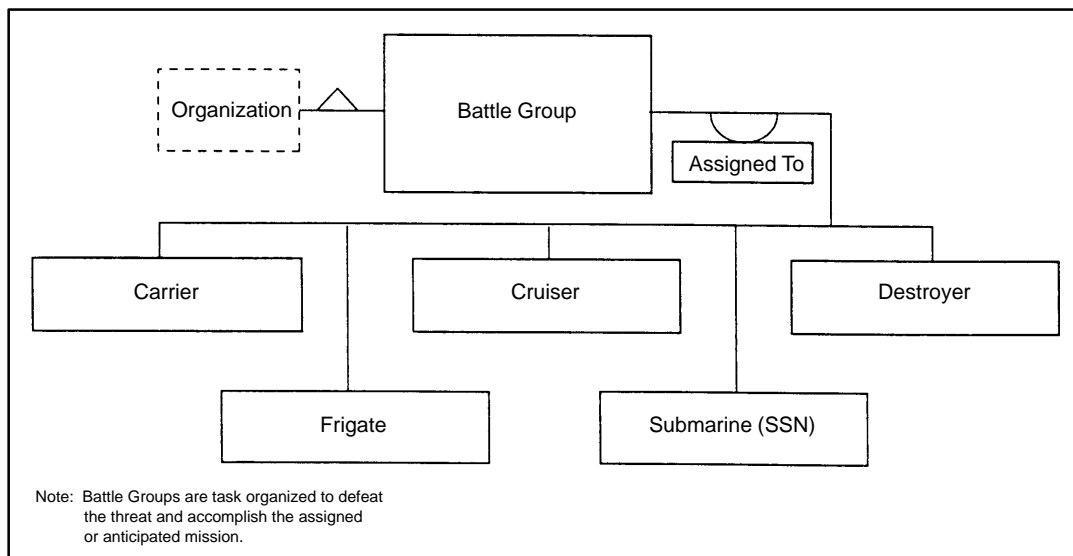 Organization
Battle Group
Assigned To
Carrier
Cruiser
Destroyer
Frigate
Submarine (SSN)
Note: Battle Groups are task organized to defeat
the threat and accomplish the assigned
or anticipated mission.